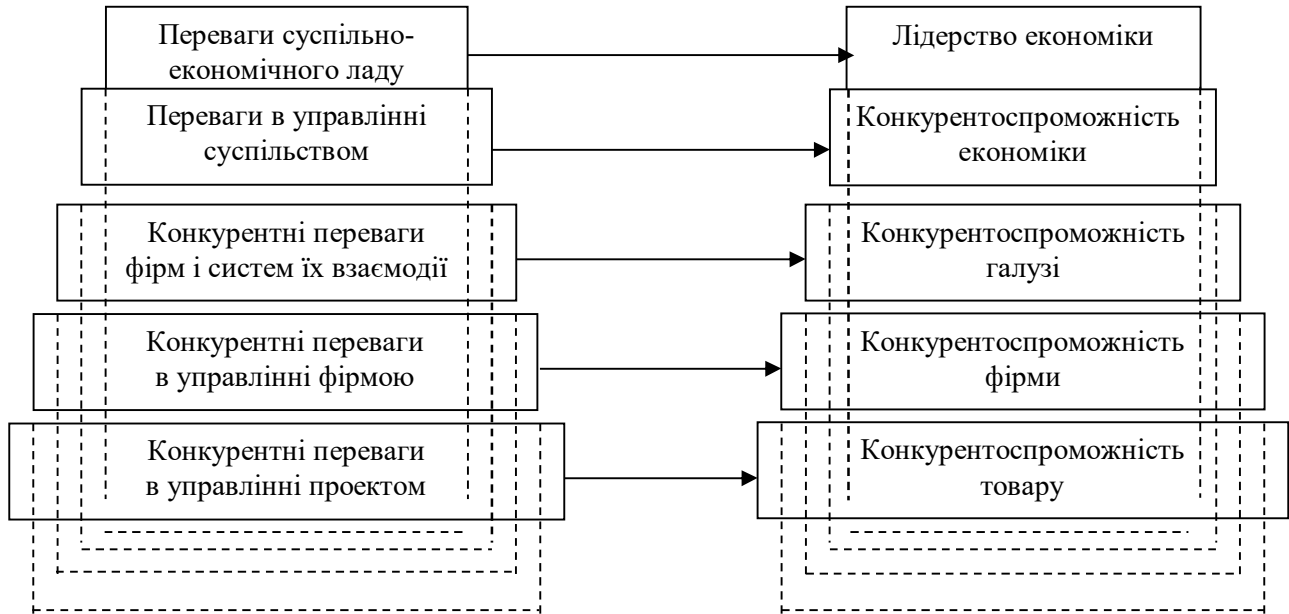 Переваги суспільно-
економічного ладу
Лідерство економіки
Переваги в управлінні
суспільством
Конкурентоспроможність
економіки
Конкурентні переваги
фірм і систем їх взаємодії
Конкурентоспроможність
галузі
Конкурентні переваги
в управлінні фірмою
Конкурентоспроможність
фірми
Конкурентні переваги
в управлінні проектом
Конкурентоспроможність
товару